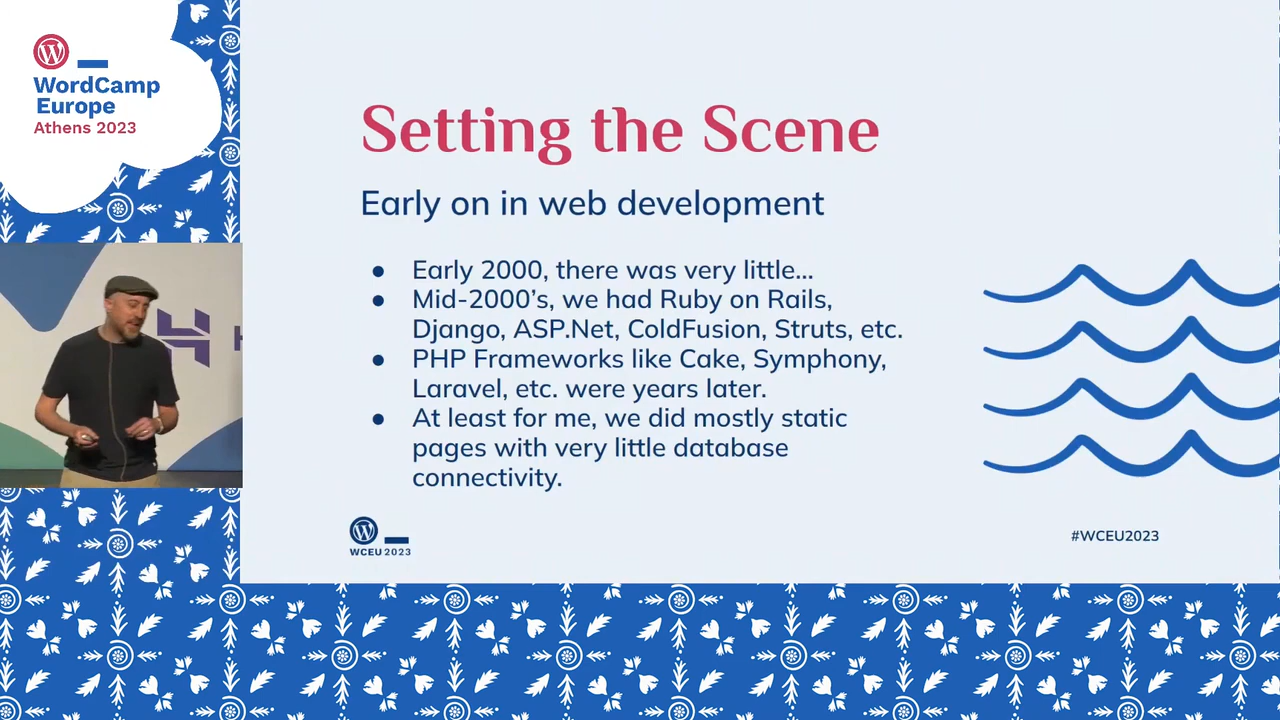 WordCamp
Europe
Athens 2023
Setting the Scene
Early on in web development
● Early 2000, there was very little...
● Mid-2000's, we had Ruby on Rails,
Django, ASP.Net, ColdFusion, Struts, etc.
● PHP Frameworks like Cake, Symphony,
Laravel, etc. were years later.
● At least for me, we did mostly static
pages with very little database
connectivity.
WCEU 2023
#WCEU2023